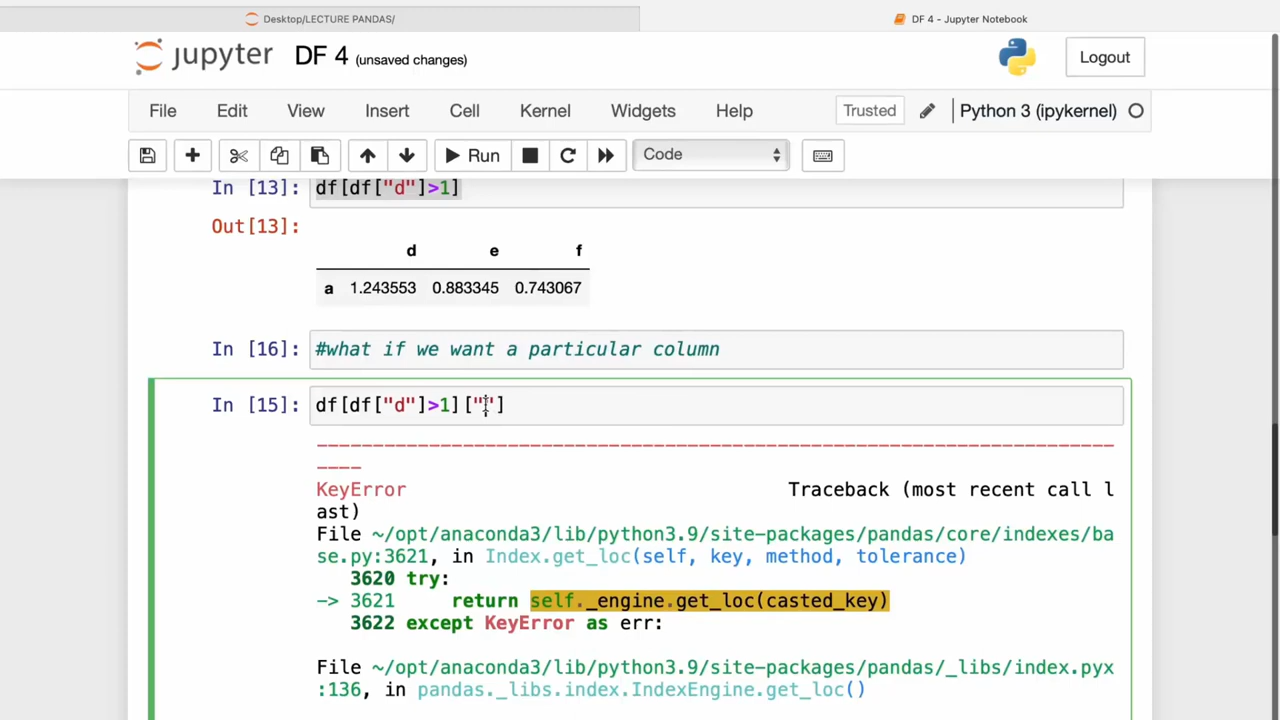 Desktop/LECTURE PANDAS/
DF 4 - Jupyter Notebook
jupyter DF 4 (unsaved changes)
Logout
File Edit View Insert Cell Kernel Widgets Help
Trusted
Python 3 (ipykernel)
Run
Code
In [13]: df[df["d"]>1]
Out[13]:
d e f
a 1.243553 0.883345 0.743067
In [16]: #what if we want a particular column
In [15]: df[df["d"]>1][""]
---------------------------------------------------------------------------
KeyError Traceback (most recent call l
ast)
File ~/opt/anaconda3/lib/python3.9/site-packages/pandas/core/indexes/ba
se.py:3621, in Index.get_loc(self, key, method, tolerance)
3620 try:
-> 3621 return self._engine.get_loc(casted_key)
3622 except KeyError as err:
File ~/opt/anaconda3/lib/python3.9/site-packages/pandas/_libs/index.pyx
:136, in pandas._libs.index.IndexEngine.get_loc()